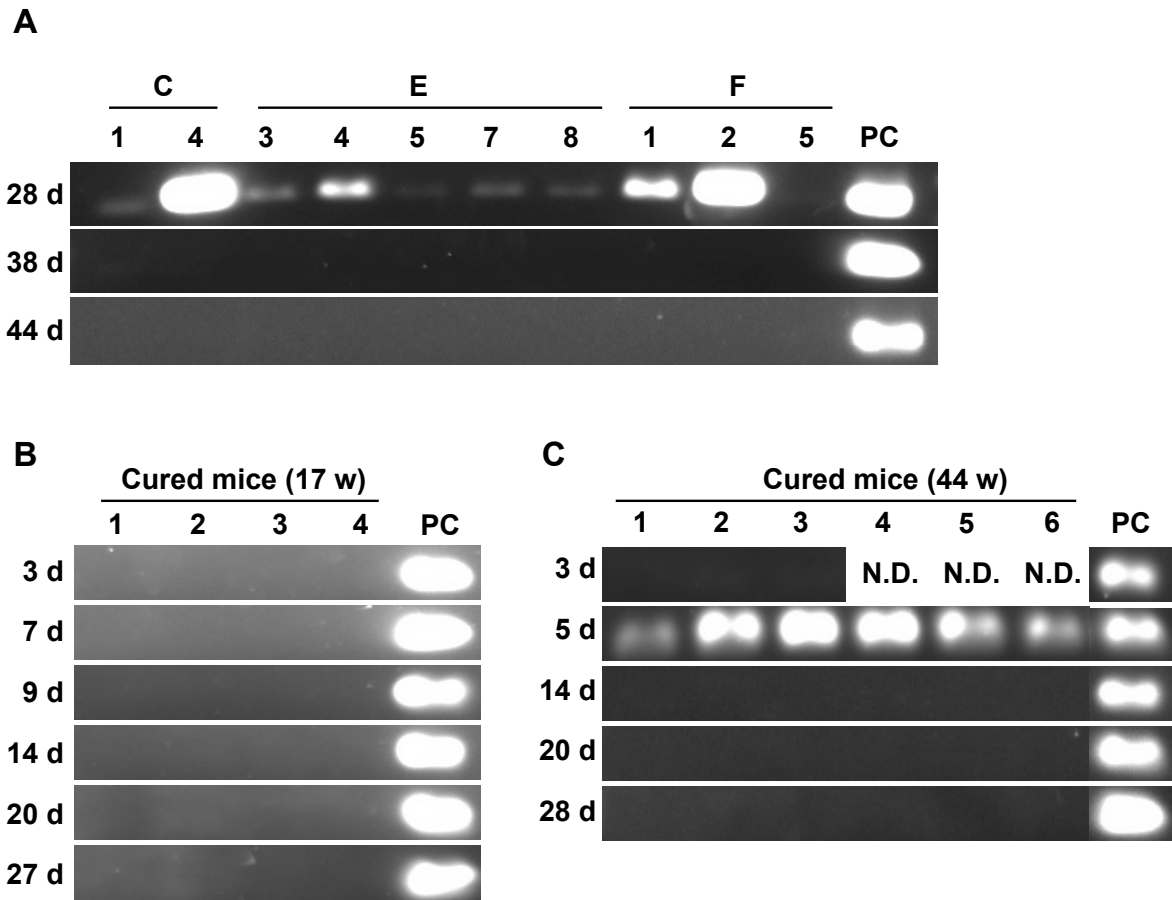 A
C E F
1 4 3 4 5 7 8 1 2 5 PC
28 d
38 d
44 d
B
Cured mice (17 w)
1 2 3 4 PC
3 d
7 d
9 d
14 d
20 d
27 d
C
Cured mice (44 w)
1 2 3 4 5 6 PC
3 d N.D. N.D. N.D.
5 d
14 d
20 d
28 d